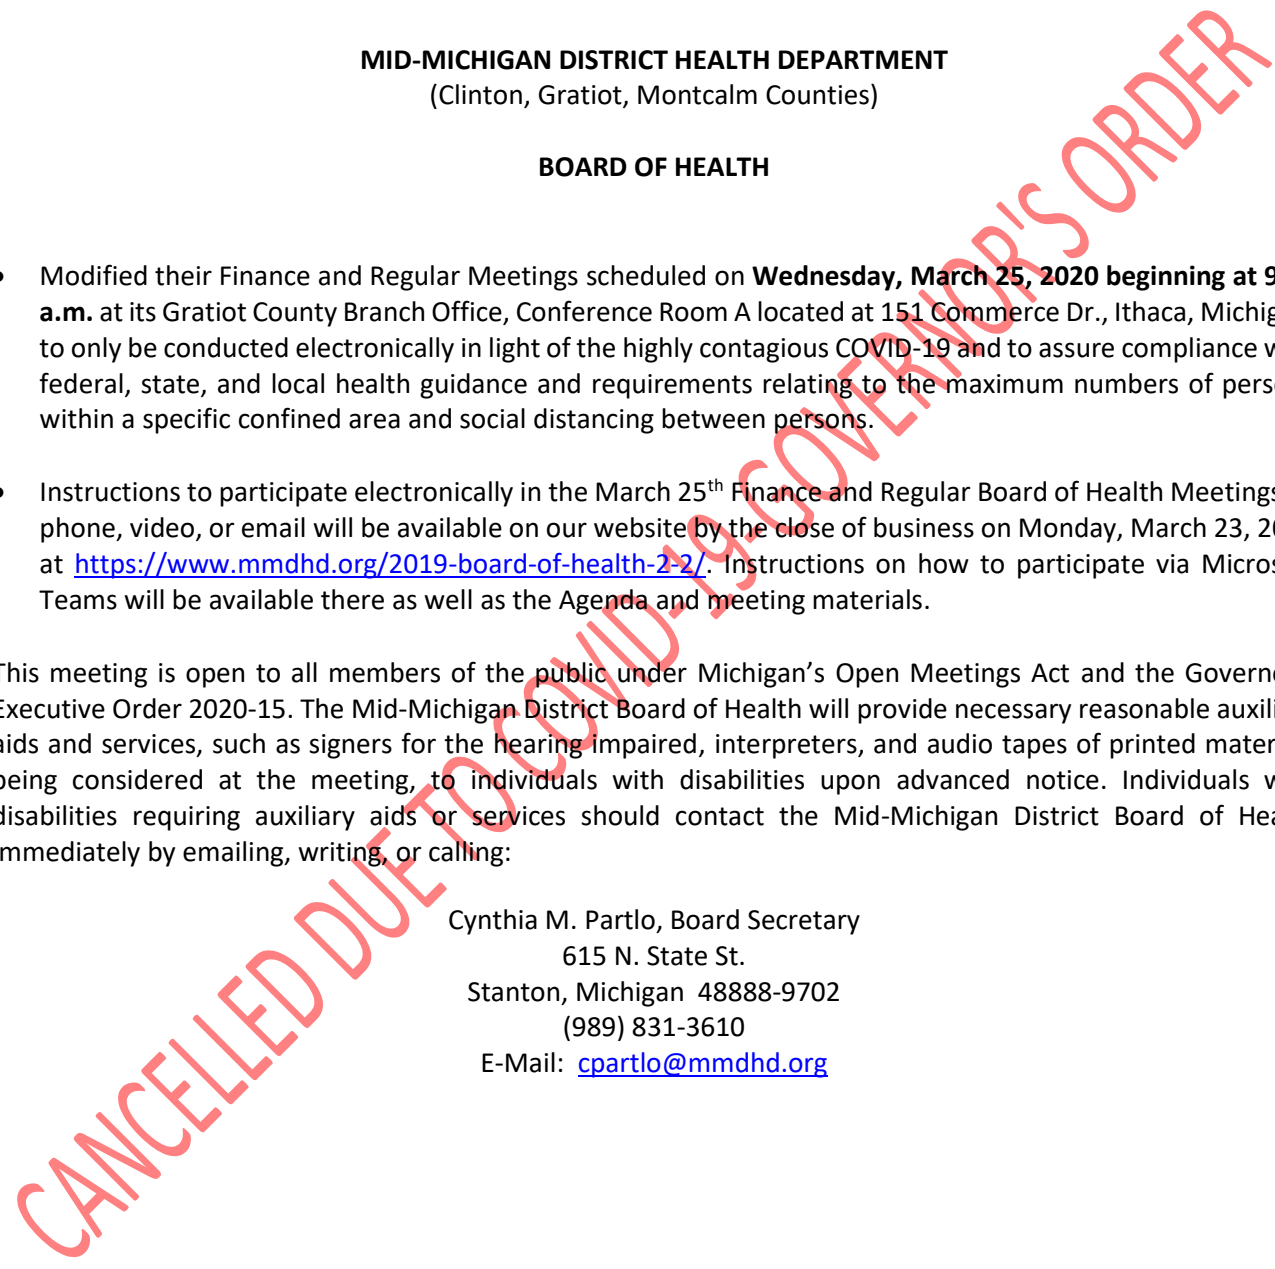 MID-MICHIGAN DISTRICT HEALTH DEPARTMENT
(Clinton, Gratiot, Montcalm Counties)
BOARD OF HEALTH
• Modified their Finance and Regular Meetings scheduled on Wednesday, March 25, 2020 beginning at 9
a.m. at its Gratiot County Branch Office, Conference Room A located at 151 Commerce Dr., Ithaca, Michig
to only be conducted electronically in light of the highly contagious COVID-19 and to assure compliance w
federal, state, and local health guidance and requirements relating to the maximum numbers of perso
within a specific confined area and social distancing between persons.
• Instructions to participate electronically in the March 25th Finance and Regular Board of Health Meetings
phone, video, or email will be available on our website by the close of business on Monday, March 23, 20
at https://www.mmdhd.org/2019-board-of-health-2-2/. Instructions on how to participate via Micros
Teams will be available there as well as the Agenda and meeting materials.
This meeting is open to all members of the public under Michigan’s Open Meetings Act and the Governo
Executive Order 2020-15. The Mid-Michigan District Board of Health will provide necessary reasonable auxili
aids and services, such as signers for the hearing impaired, interpreters, and audio tapes of printed mater
being considered at the meeting, to individuals with disabilities upon advanced notice. Individuals w
disabilities requiring auxiliary aids or services should contact the Mid-Michigan District Board of Hea
immediately by emailing, writing, or calling:
Cynthia M. Partlo, Board Secretary
615 N. State St.
Stanton, Michigan 48888-9702
(989) 831-3610
E-Mail: cpartlo@mmdhd.org
CANCELLED DUE TO COVID-19-GOVERNOR'S ORDER